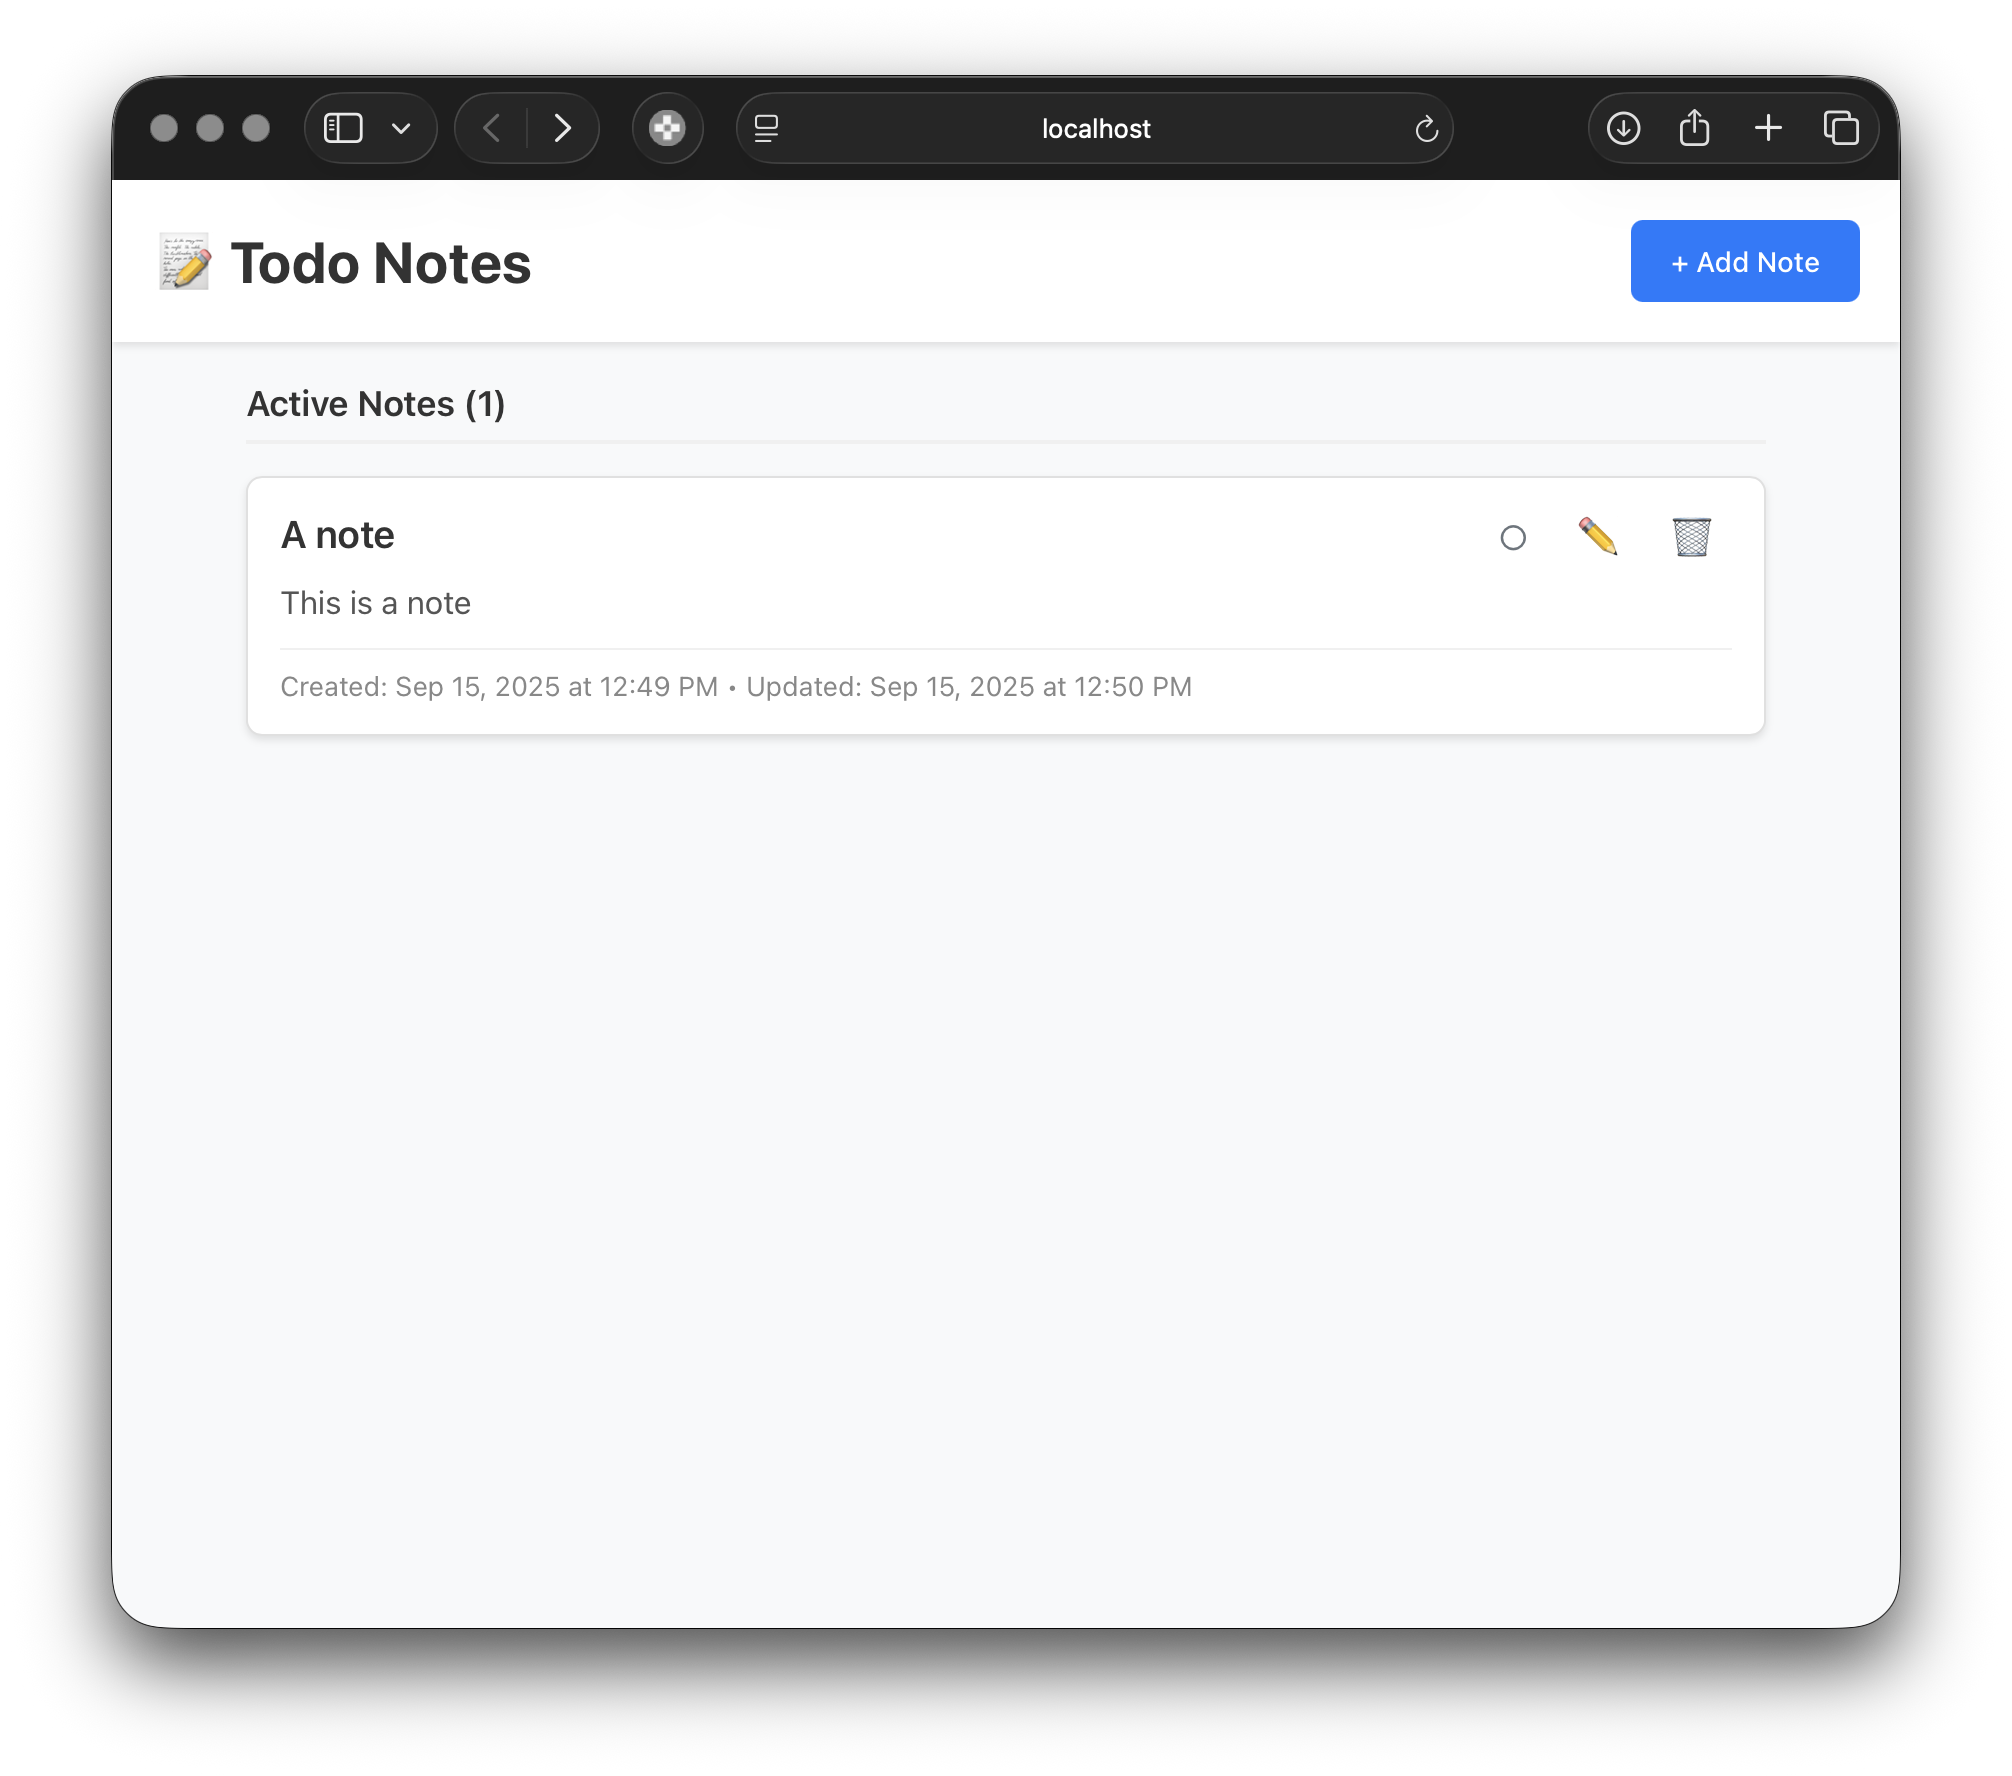 localhost
Todo Notes
+ Add Note
Active Notes (1)
A note
This is a note
Created: Sep 15, 2025 at 12:49 PM • Updated: Sep 15, 2025 at 12:50 PM